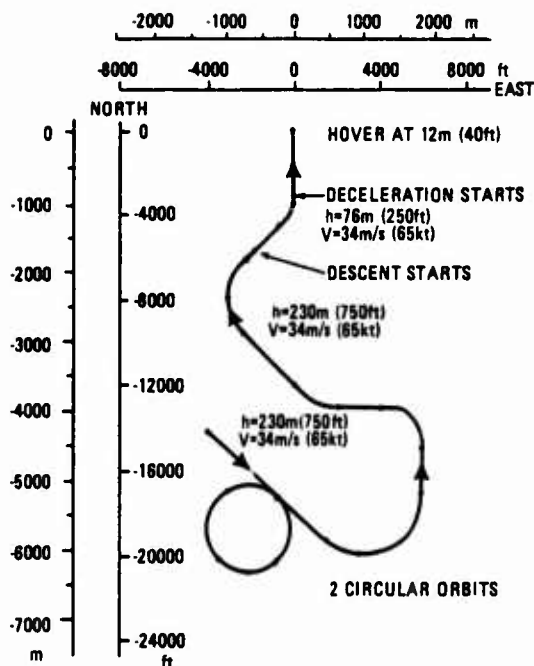 -2000 -1000 0 1000 2000
m
-8000 -4000 0 4000 8000 ft
EAST
NORTH
0
-1000
-2000
-3000
-4000
-5000
-6000
-7000
m
0
-4000
-8000
-12000
-16000
-20000
-24000
ft
HOVER AT 12m (40ft)
DECELERATION STARTS
h=76m (250ft)
V=34m/s (65kt)
DESCENT STARTS
h=230m (750ft)
V=34m/s (65kt)
h=230m(750ft)
V=34m/s (65kt)
2 CIRCULAR ORBITS